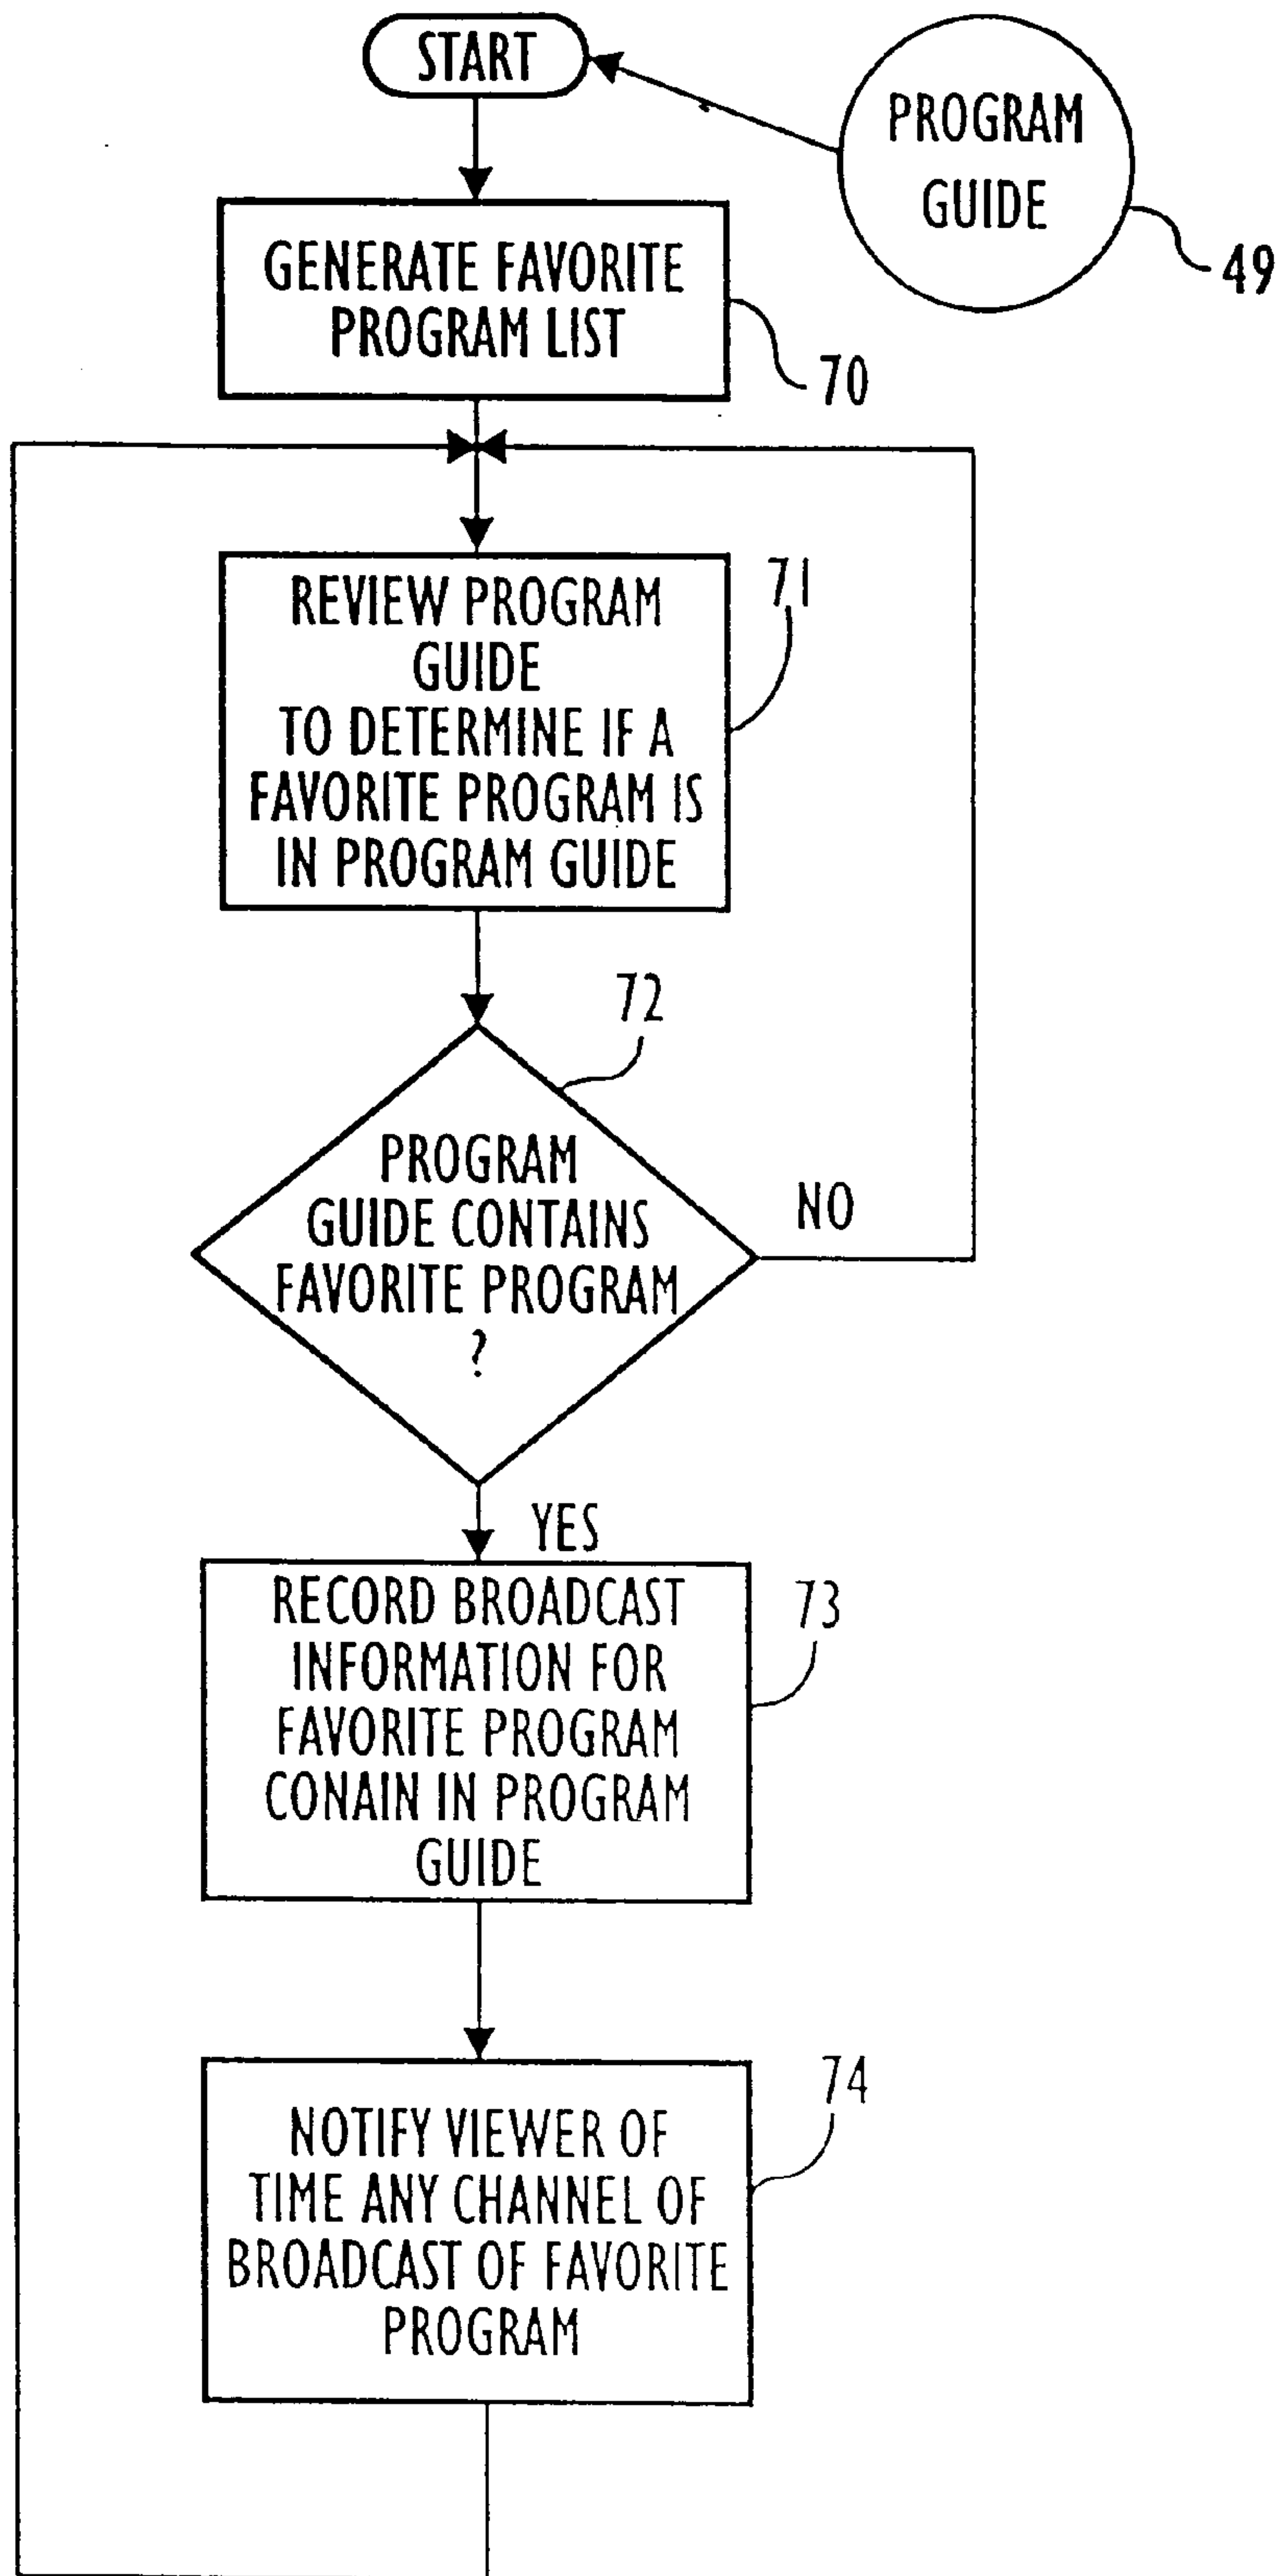 START
PROGRAM
GUIDE
49
GENERATE FAVORITE
PROGRAM LIST
70
REVIEW PROGRAM
GUIDE
TO DETERMINE IF A
FAVORITE PROGRAM IS
IN PROGRAM GUIDE
71
72
PROGRAM
GUIDE CONTAINS
FAVORITE PROGRAM
?
NO
YES
RECORD BROADCAST
INFORMATION FOR
FAVORITE PROGRAM
CONAIN IN PROGRAM
GUIDE
73
NOTIFY VIEWER OF
TIME ANY CHANNEL OF
BROADCAST OF FAVORITE
PROGRAM
74